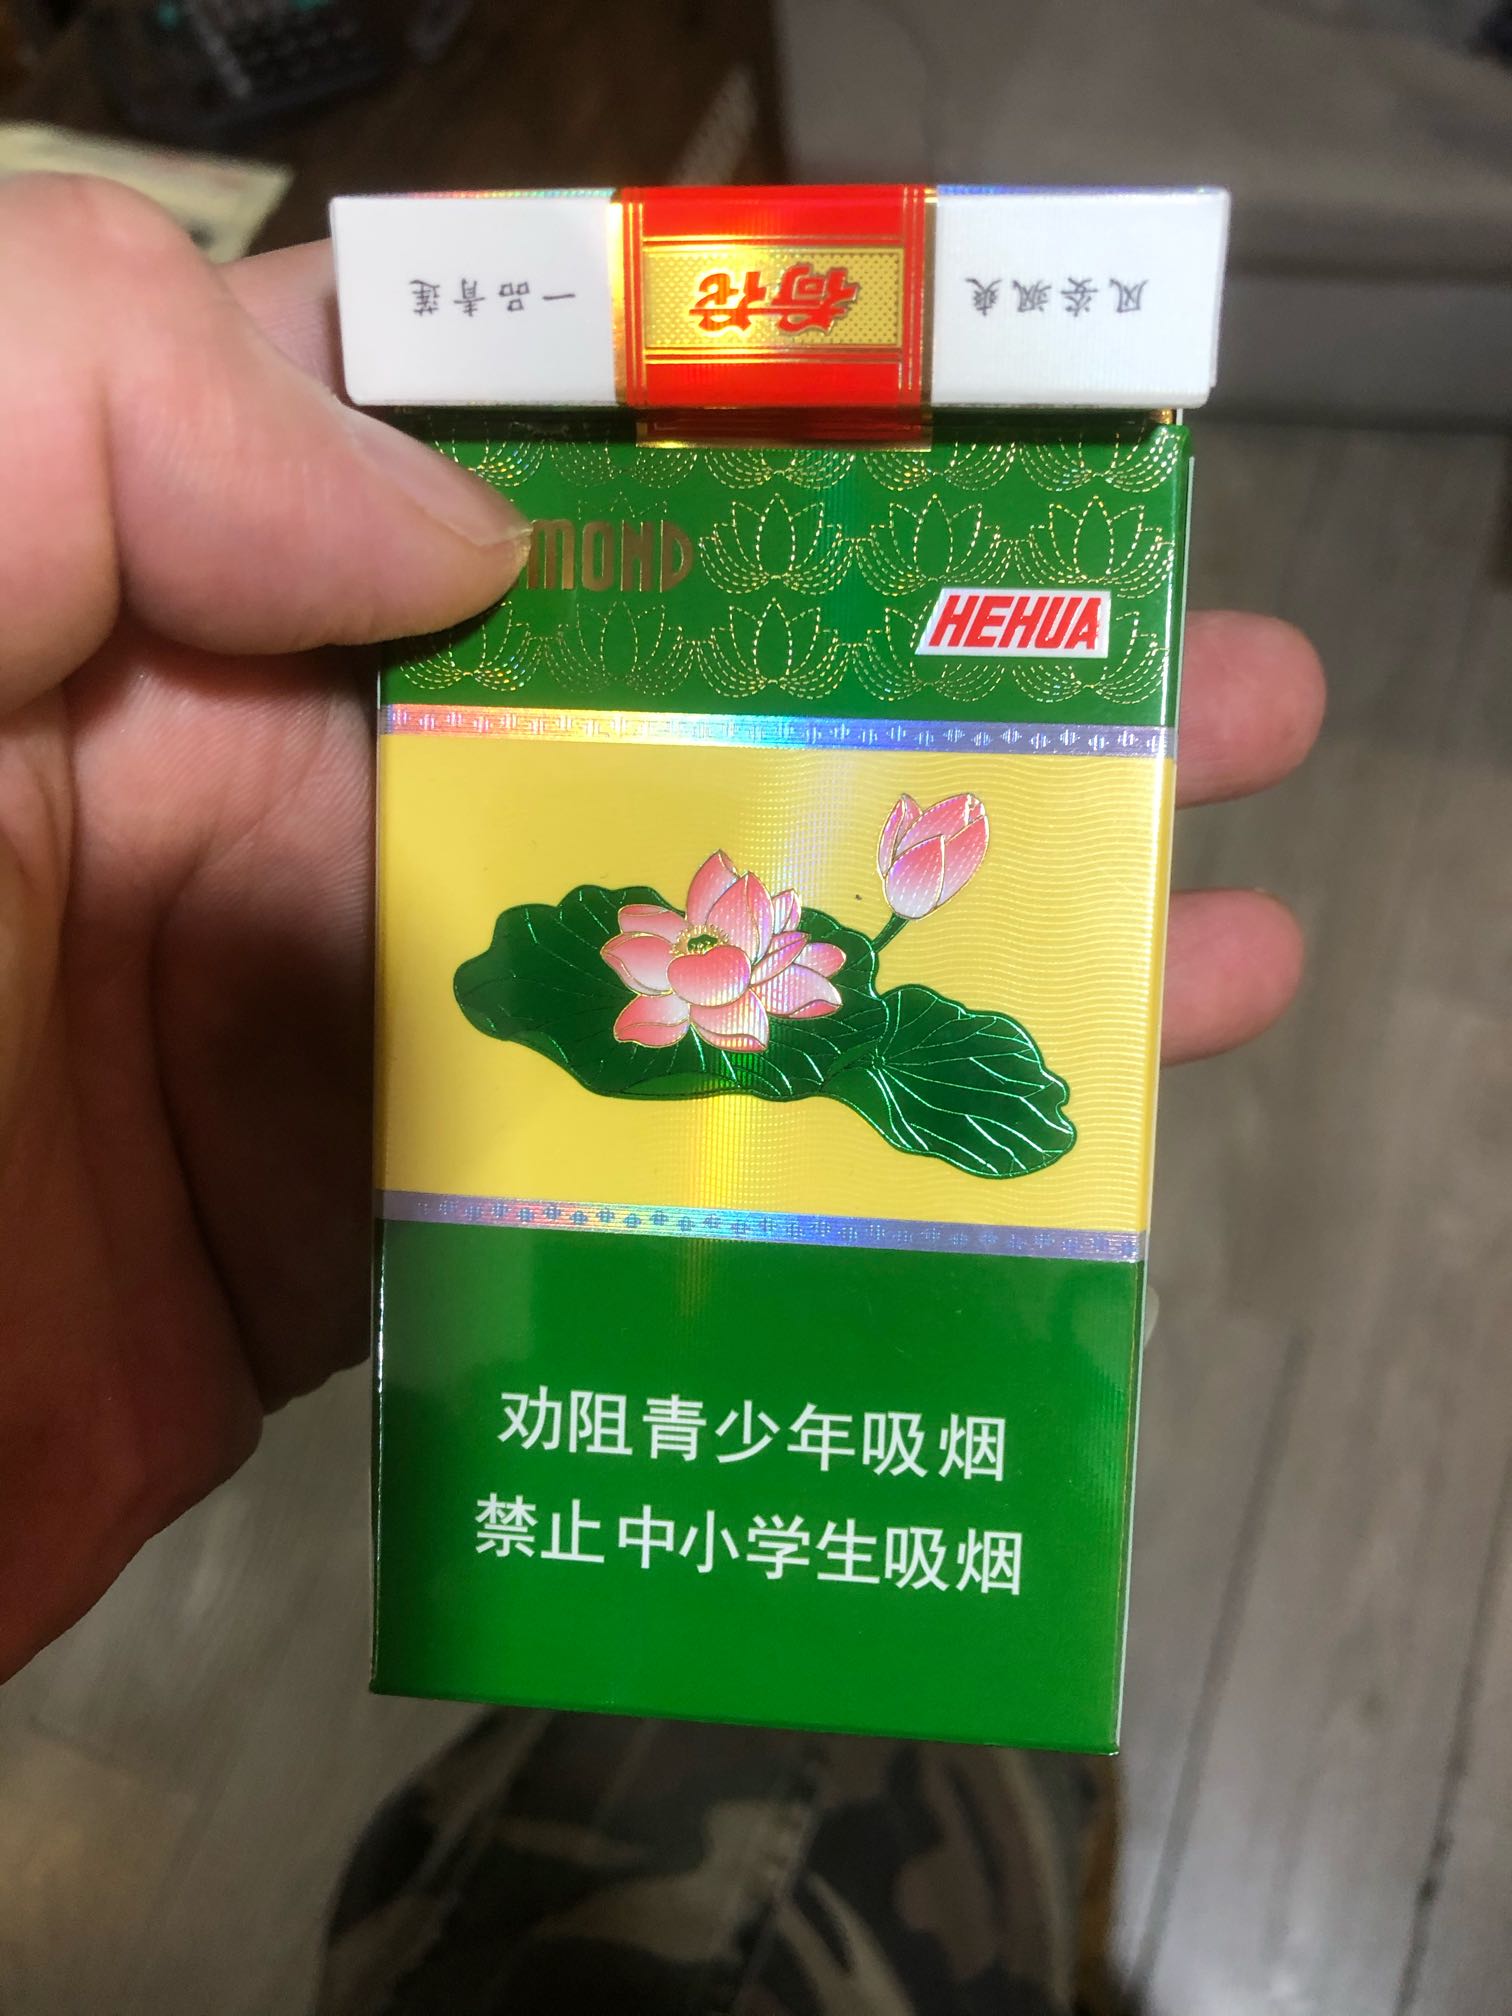 风姿飒爽
荷花
一品青莲
MOND
HEHUA
劝阻青少年吸烟
禁止中小学生吸烟